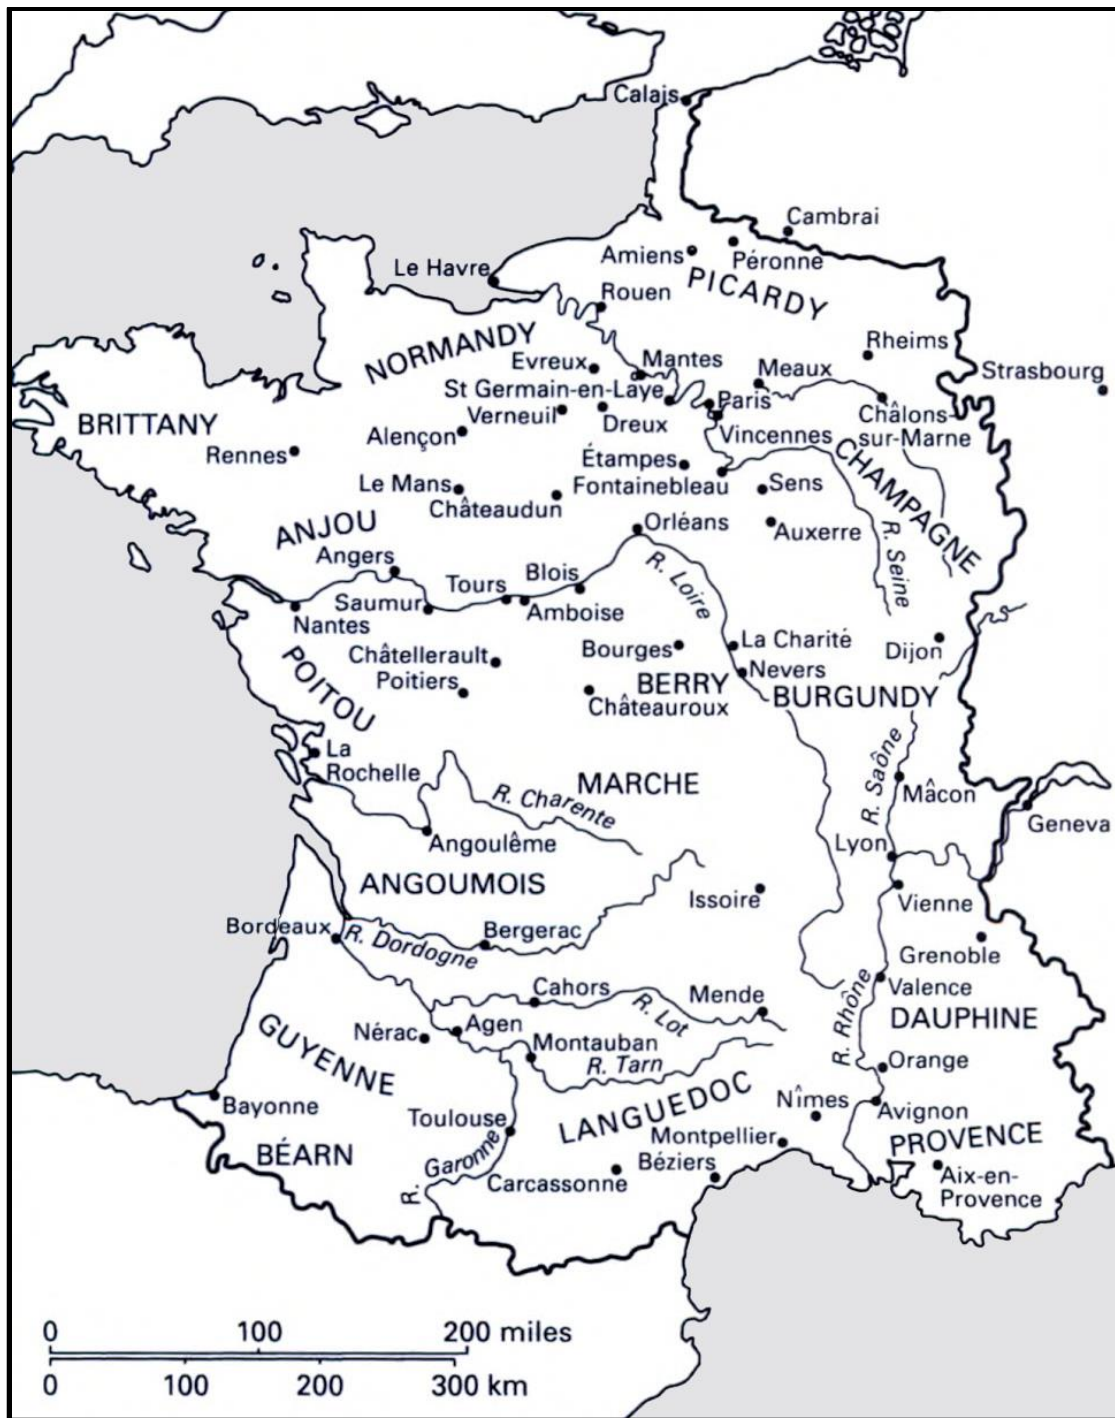 Calais
Cambrai
Amiens
Péronne
PICARDY
Le Havre
Rouen
NORMANDY
Rheims
Evreux
Mantes
Meaux
Strasbourg
St Germain-en-Laye
Paris
Verneuil
Dreux
Châlons-
sur-Marne
BRITTANY
Alençon
Vincennes
Rennes
Étampes
CHAMPAGNE
Le Mans
Fontainebleau
Sens
Châteaudun
ANJOU
Orléans
Auxerre
R. Seine
Angers
Tours
Blois
R. Loire
Saumur
Amboise
Nantes
Châtellerault
Bourges
La Charité
Dijon
POITOU
Poitiers
BERRY
Nevers
Châteauroux
BURGUNDY
La
Rochelle
MARCHE
R. Saône
Mâcon
R. Charente
Geneva
Angoulême
Lyon
ANGOUMOIS
Issoire
Vienne
Bordeaux
R. Dordogne
Bergerac
Grenoble
Cahors
Mende
Valence
R. Lot
DAUPHINE
GUYENNE
Nérac
Agen
Montauban
R. Rhône
R. Tarn
Orange
Bayonne
Toulouse
LANGUEDOC
Nîmes
Avignon
BÉARN
R. Garonne
Montpellier
PROVENCE
Béziers
Carcassonne
Aix-en-
Provence
0 100 200 miles
0 100 200 300 km